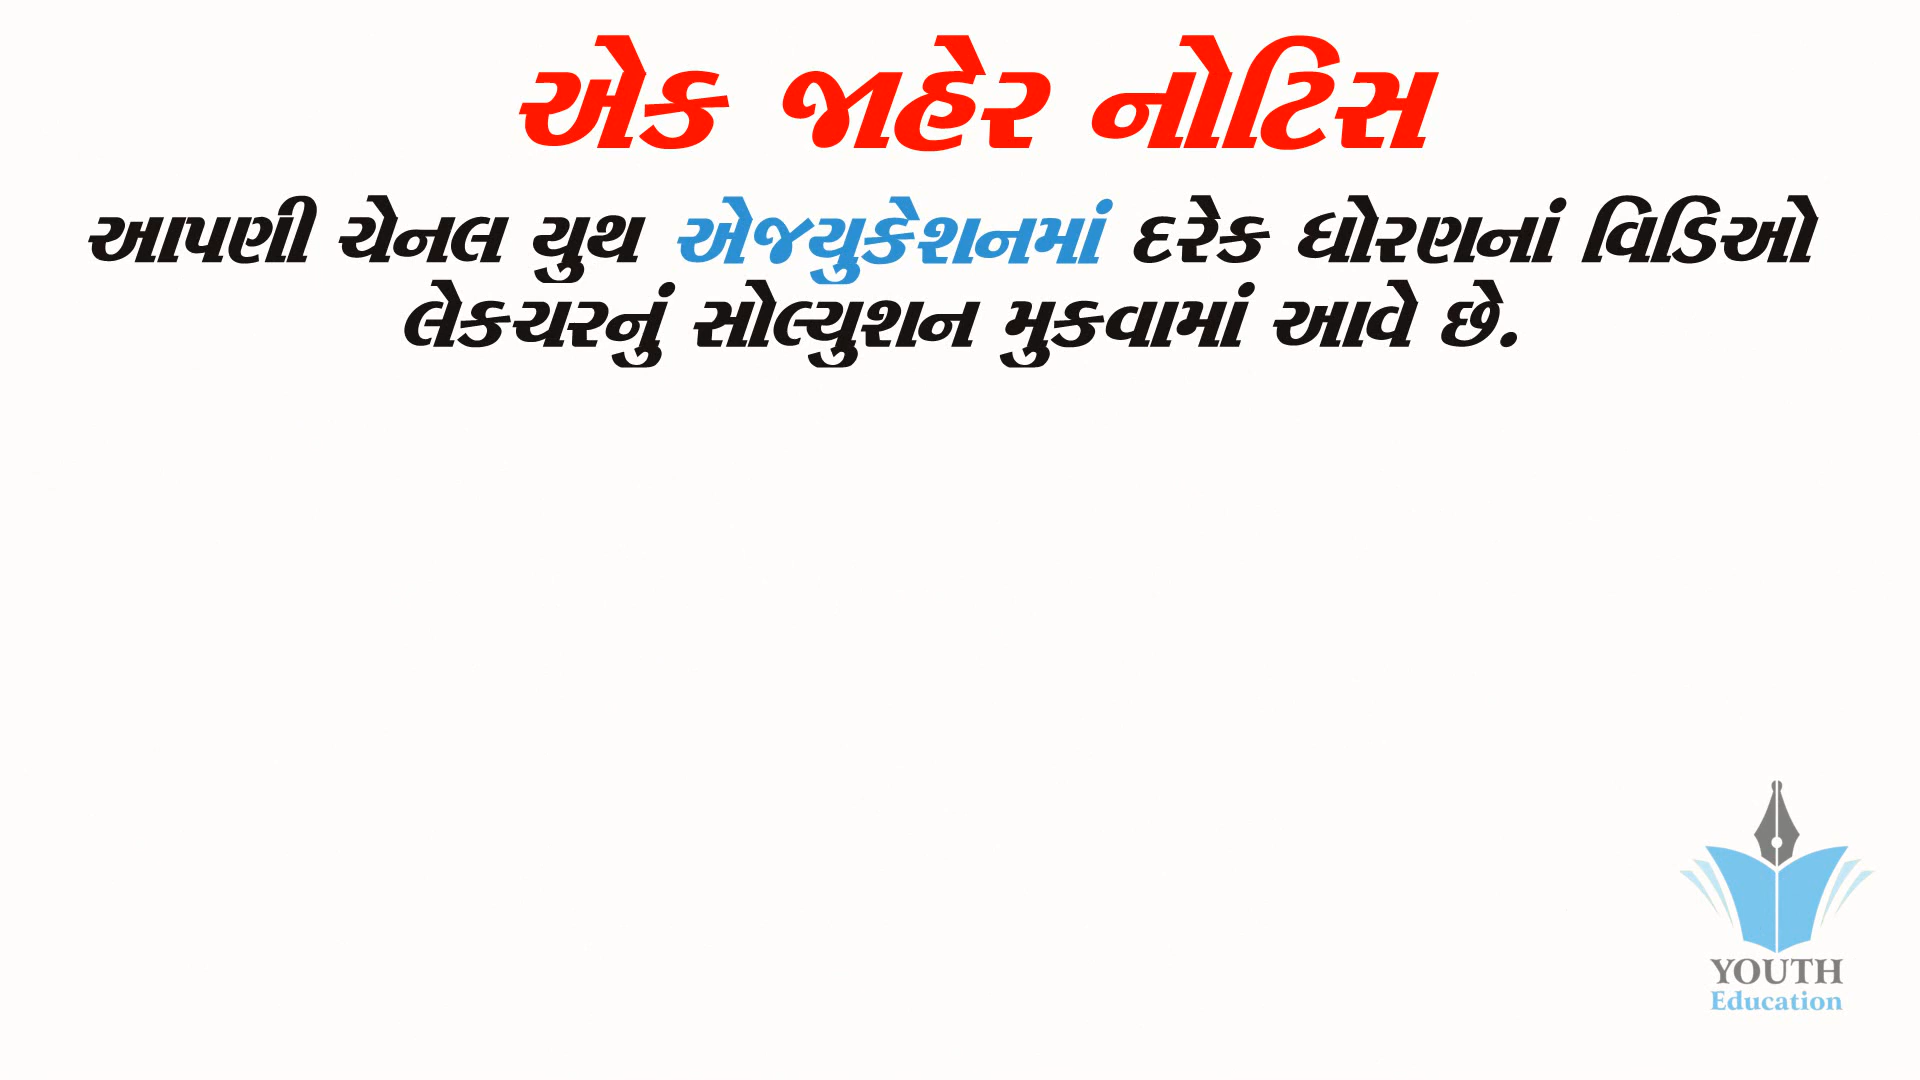 એક જાહેર નોટિસ
આપણી ચેનલ યુથ એજયુકેશનમાં દરેક ધોરણનાં વિડિઓ
લેકચરનું સોલ્યુશન મુકવામાં આવે છે.
YOUTH
Education